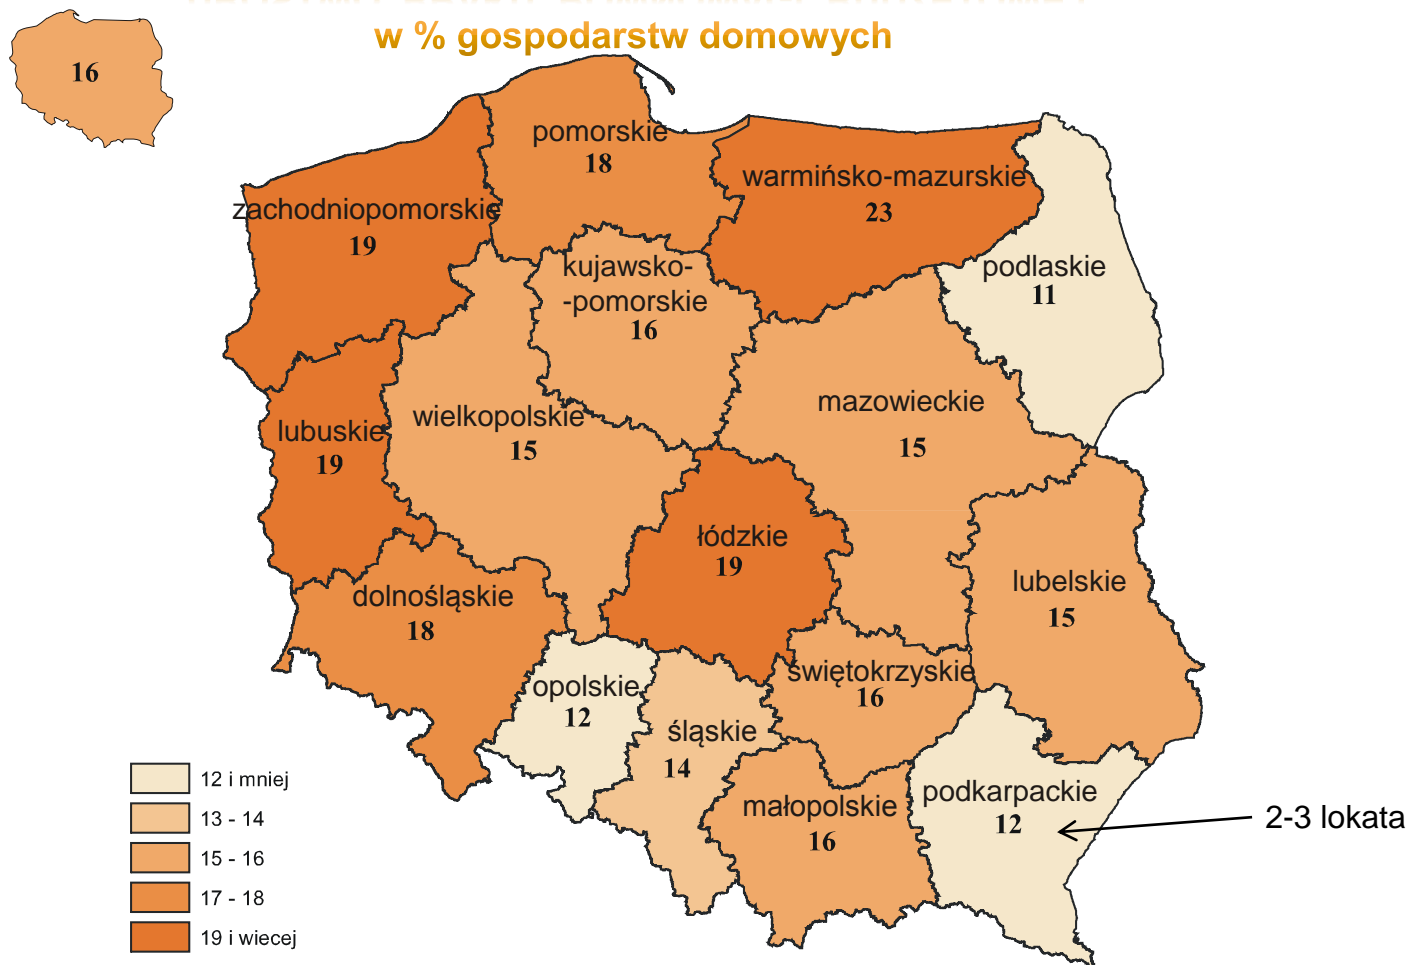 w % gospodarstw domowych
16
pomorskie
18
warmińsko-mazurskie
23
zachodniopomorskie
19
kujawsko-
-pomorskie
16
podlaskie
11
mazowieckie
15
wielkopolskie
15
lubuskie
19
łódzkie
19
lubelskie
15
dolnośląskie
18
świętokrzyskie
16
opolskie
12
śląskie
14
małopolskie
16
podkarpackie
12
2-3 lokata
12 i mniej
13 - 14
15 - 16
17 - 18
19 i wiecej